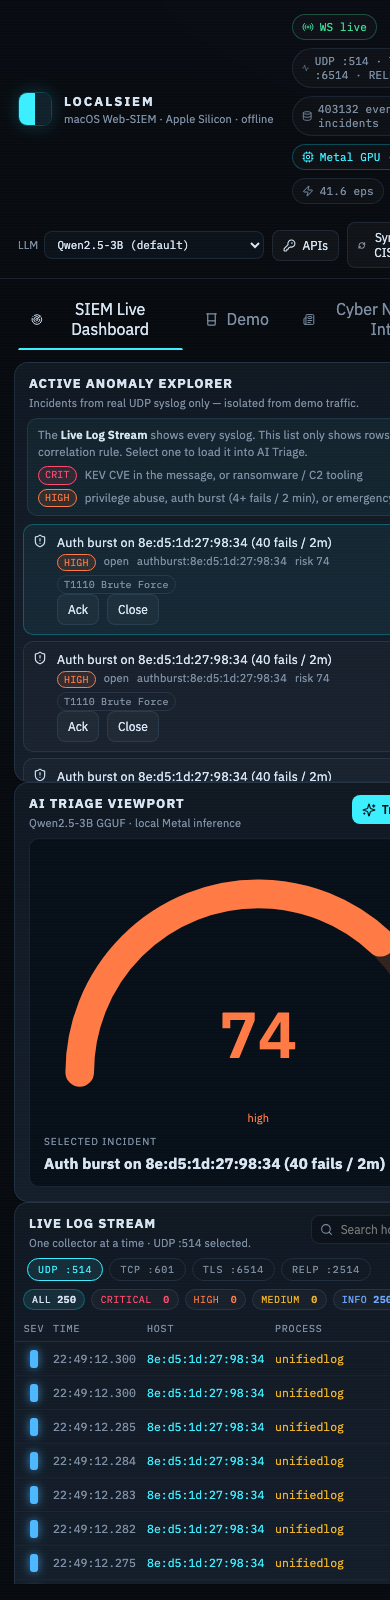 WS live
UDP :514 ·
:6514 · REL
403132
incidents
Metal GPU
41.6 eps
LOCALSIEM
macOS Web-SIEM · Apple Silicon · offline
LLM
Qwen2.5-3B (default)
APIs
SIEM Live
Dashboard
Demo
Cyber
ACTIVE ANOMALY EXPLORER
Incidents from real UDP syslog only — isolated from demo traffic.
The Live Log Stream shows every syslog. This list only shows rows
correlation rule. Select one to load it into AI Triage.
CRIT KEV CVE in the message, or ransomware / C2 tooling
HIGH privilege abuse, auth burst (4+ fails / 2 min), or emergency
Auth burst on 8e:d5:1d:27:98:34 (40 fails / 2m)
HIGH open authburst:8e:d5:1d:27:98:34 risk 74
T1110 Brute Force
Ack Close
Auth burst on 8e:d5:1d:27:98:34 (40 fails / 2m)
HIGH open authburst:8e:d5:1d:27:98:34 risk 74
T1110 Brute Force
Ack Close
Auth burst on 8e:d5:1d:27:98:34 (40 fails / 2m)
AI TRIAGE VIEWPORT
Qwen2.5-3B GGUF · local Metal inference
74
high
SELECTED INCIDENT
Auth burst on 8e:d5:1d:27:98:34 (40 fails / 2m)
LIVE LOG STREAM
One collector at a time · UDP :514 selected.
Search
UDP :514 TCP :601 TLS :6514 RELP :2514
ALL 250 CRITICAL 0 HIGH 0 MEDIUM 0 INFO 250
SEV TIME HOST PROCESS
22:49:12.300 8e:d5:1d:27:98:34 unifiedlog
22:49:12.300 8e:d5:1d:27:98:34 unifiedlog
22:49:12.285 8e:d5:1d:27:98:34 unifiedlog
22:49:12.284 8e:d5:1d:27:98:34 unifiedlog
22:49:12.283 8e:d5:1d:27:98:34 unifiedlog
22:49:12.282 8e:d5:1d:27:98:34 unifiedlog
22:49:12.275 8e:d5:1d:27:98:34 unifiedlog